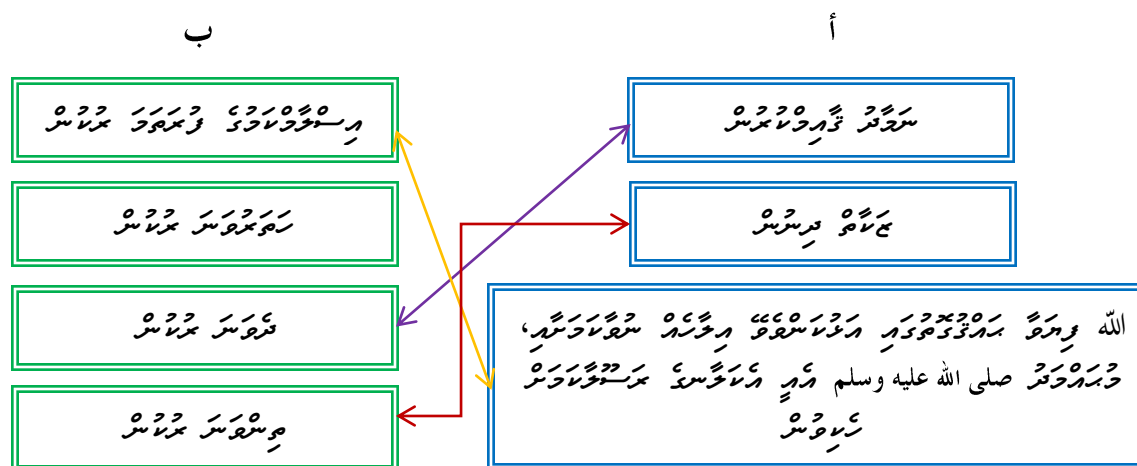 أ
ب
ނަމާދު ޤާއިމްކުރުން
އިސްލާމްކަމުގެ ފުރަތަމަ ރުކުން
ޒަކާތް ދިނުން
ހަތަރުވަނަ ރުކުން
الله ފިޔަވާ ޙައްޤުގޮތުގައި އަޅުކަންވެވޭ އިލާހެއް ނުވާކަމަށާއި،
މުޙައްމަދު صلى الله عليه وسلم އެއީ އެކަލާނގެ ރަސޫލާކަމަށް
ހެކިވުން
ދެވަނަ ރުކުން
ތިންވަނަ ރުކުން